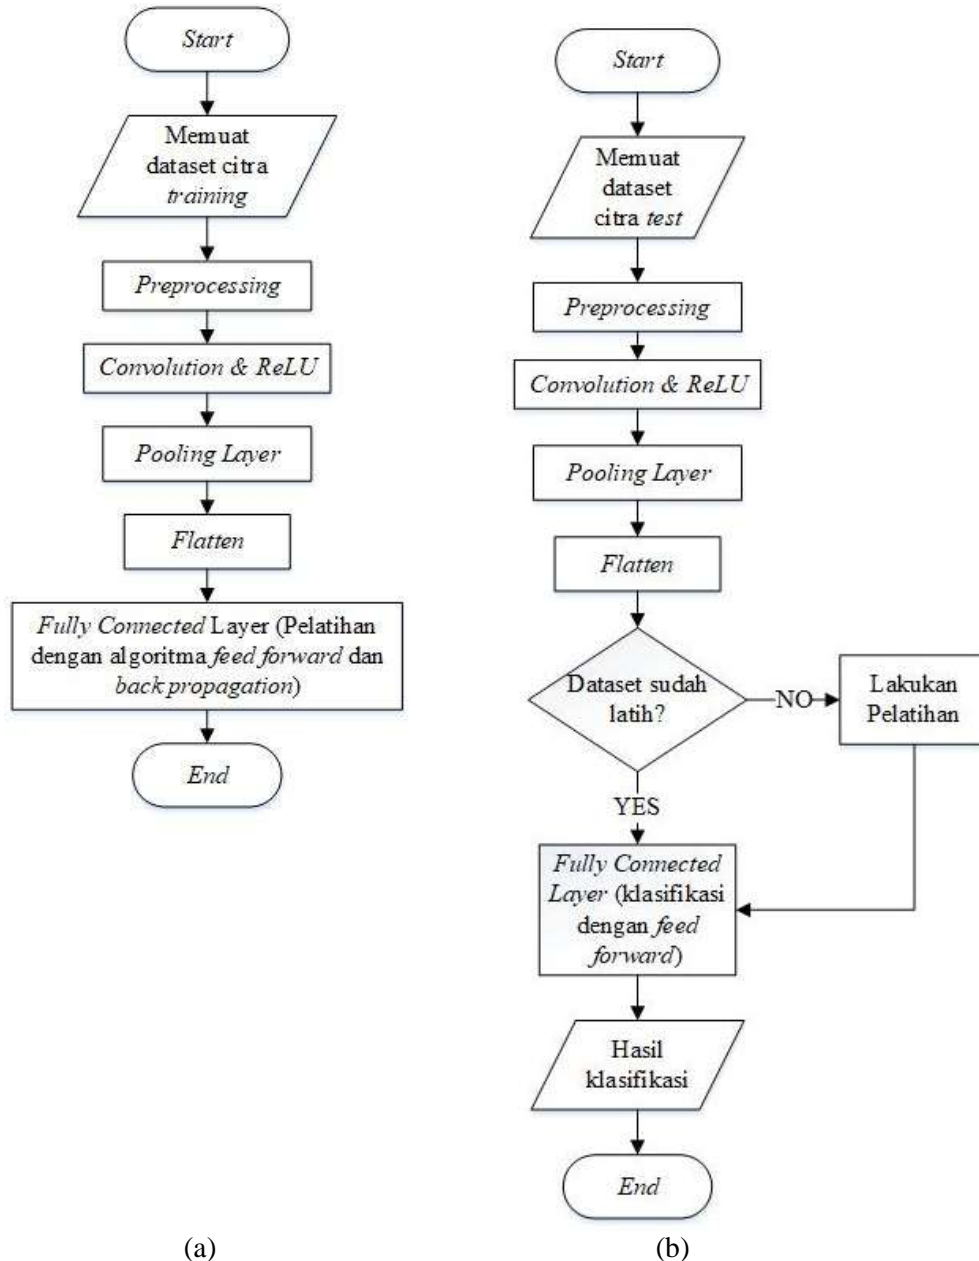 Start
Memuat
dataset citra
training
Preprocessing
Convolution & ReLU
Pooling Layer
Flatten
Fully Connected Layer (Pelatihan
dengan algoritma feed forward dan
back propagation)
End
(a)
Start
Memuat
dataset
citra test
Preprocessing
Convolution & ReLU
Pooling Layer
Flatten
Dataset sudah
latih?
NO
Lakukan
Pelatihan
YES
Fully Connected
Layer (klasifikasi
dengan feed
forward)
Hasil
klasifikasi
End
(b)